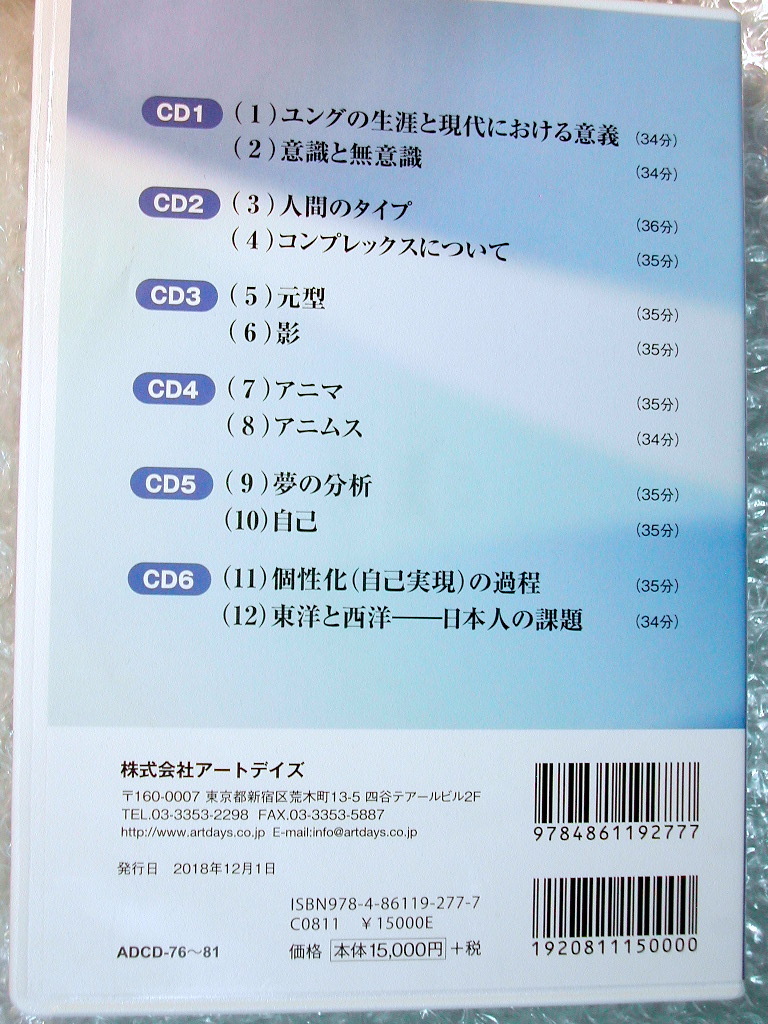 CD1 (1)ユングの生涯と現代における意義 (34分)
(2)意識と無意識 (34分)
CD2 (3)人間のタイプ (36分)
(4)コンプレックスについて (35分)
CD3 (5)元型 (35分)
(6)影 (35分)
CD4 (7)アニマ (35分)
(8)アニムス (34分)
CD5 (9)夢の分析 (35分)
(10)自己 (35分)
CD6 (11)個性化(自己実現)の過程 (35分)
(12)東洋と西洋――日本人の課題 (34分)
株式会社アートデイズ
〒160-0007 東京都新宿区荒木町13-5 四谷テアールビル2F
TEL.03-3353-2298 FAX.03-3353-5887
http://www.artdays.co.jp E-mail:info@artdays.co.jp
9784861192777
発行日 2018年12月1日
ISBN978-4-86119-277-7
C0811 ¥15000E
ADCD-76〜81 価格 本体15,000円+税
1920811150000